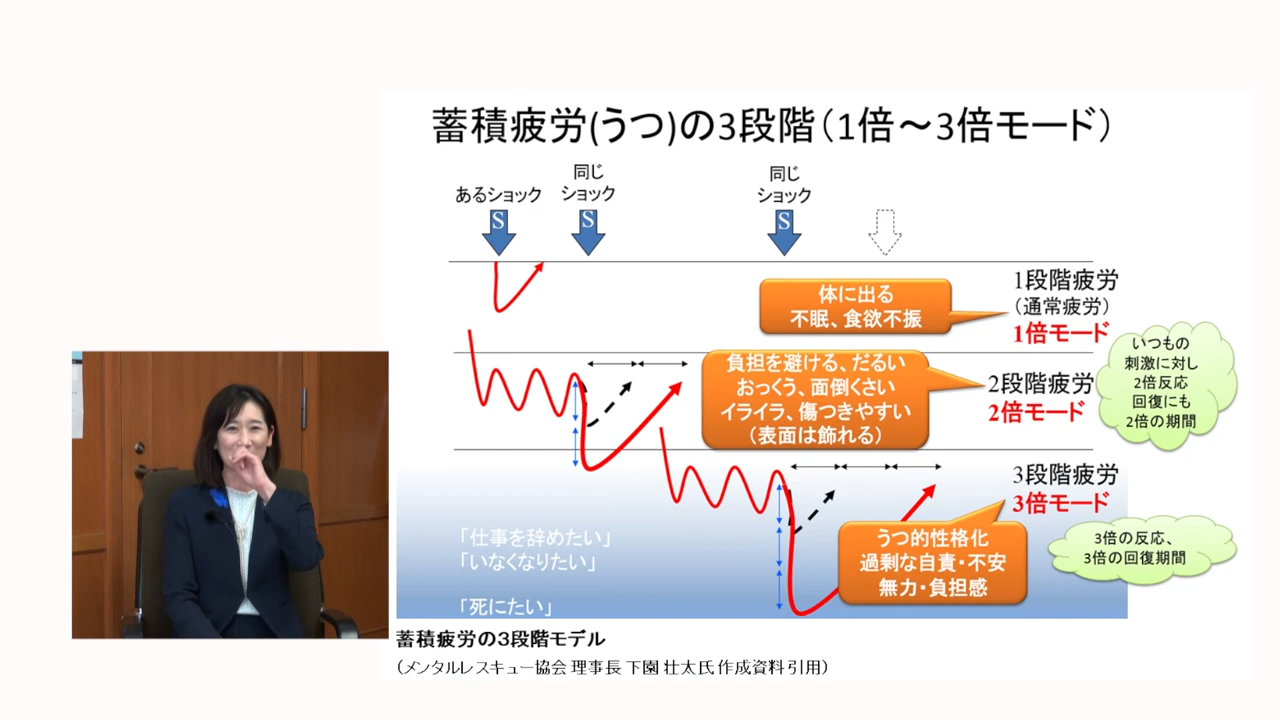 蓄積疲労(うつ)の3段階（1倍～3倍モード）
あるショック
同じ
ショック
同じ
ショック
S
S
S
体に出る
不眠、食欲不振
1段階疲労
（通常疲労）
1倍モード
負担を避ける、だるい
おっくう、面倒くさい
イライラ、傷つきやすい
（表面は飾れる）
2段階疲労
2倍モード
いつもの
刺激に対し
2倍反応
回復にも
2倍の期間
3段階疲労
3倍モード
うつ的性格化
過剰な自責・不安
無力・負担感
3倍の反応、
3倍の回復期間
「仕事を辞めたい」
「いなくなりたい」
「死にたい」
蓄積疲労の3段階モデル
（メンタルレスキュー協会 理事長 下園 壮太氏 作成資料 引用）